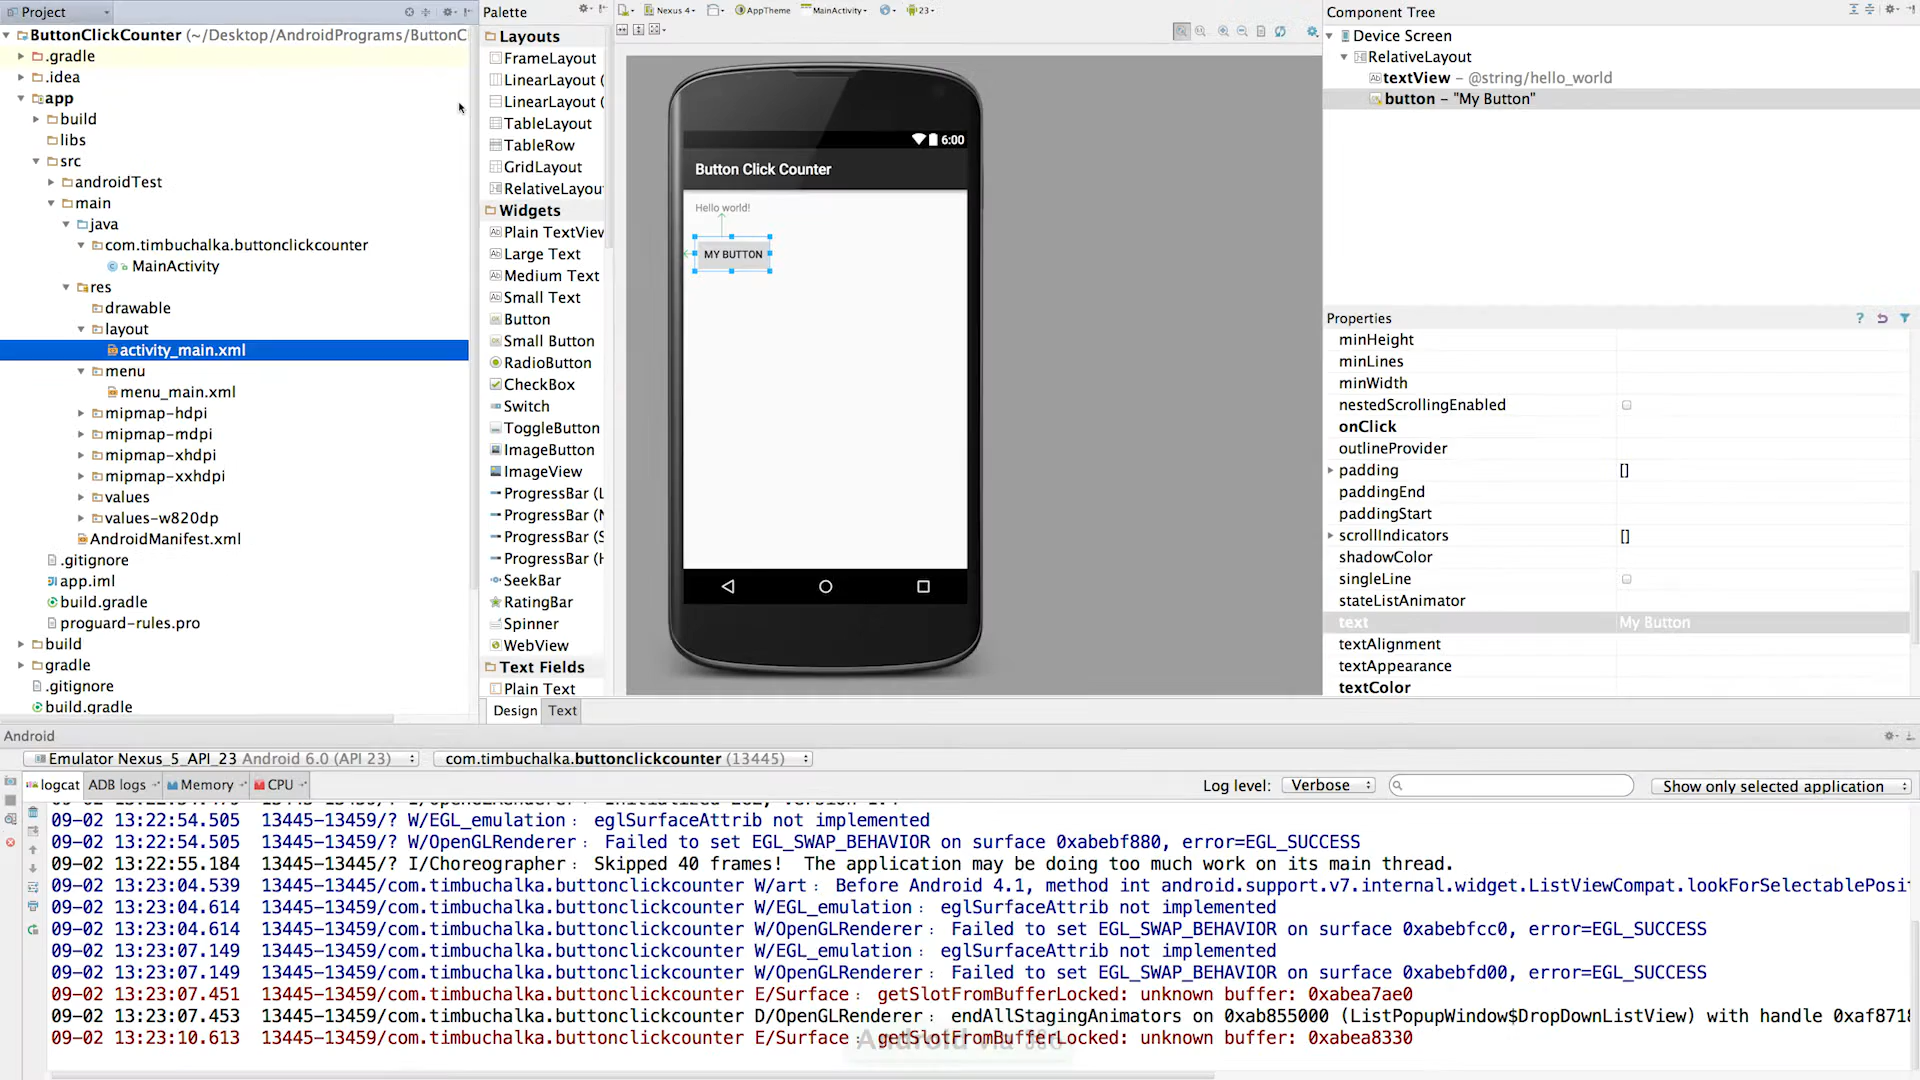 Project
ButtonClickCounter (~/Desktop/AndroidPrograms/ButtonC
.gradle
.idea
app
build
libs
src
androidTest
main
java
com.timbuchalka.buttonclickcounter
MainActivity
res
drawable
layout
activity_main.xml
menu
menu_main.xml
mipmap-hdpi
mipmap-mdpi
mipmap-xhdpi
mipmap-xxhdpi
values
values-w820dp
AndroidManifest.xml
.gitignore
app.iml
build.gradle
proguard-rules.pro
build
gradle
.gitignore
build.gradle
Palette
Layouts
FrameLayout
LinearLayout (
LinearLayout (
TableLayout
TableRow
GridLayout
RelativeLayou
Widgets
Plain TextView
Large Text
Medium Text
Small Text
Button
Small Button
RadioButton
CheckBox
Switch
ToggleButton
ImageButton
ImageView
ProgressBar (L
ProgressBar (N
ProgressBar (S
ProgressBar (H
SeekBar
RatingBar
Spinner
WebView
Text Fields
Plain Text
Nexus 4 AppTheme MainActivity 23
6:00
Button Click Counter
Hello world!
MY BUTTON
Design Text
Component Tree
Device Screen
RelativeLayout
textView – @string/hello_world
button – "My Button"
Properties ?
minHeight
minLines
minWidth
nestedScrollingEnabled
onClick
outlineProvider
padding []
paddingEnd
paddingStart
scrollIndicators []
shadowColor
singleLine
stateListAnimator
text My Button
textAlignment
textAppearance
textColor
Android
Emulator Nexus_5_API_23 Android 6.0 (API 23) com.timbuchalka.buttonclickcounter (13445)
logcat ADB logs Memory CPU Log level: Verbose Show only selected application
09-02 13:22:54.505 13445-13459/? W/EGL_emulation: eglSurfaceAttrib not implemented
09-02 13:22:54.505 13445-13459/? W/OpenGLRenderer: Failed to set EGL_SWAP_BEHAVIOR on surface 0xabebf880, error=EGL_SUCCESS
09-02 13:22:55.184 13445-13445/? I/Choreographer: Skipped 40 frames! The application may be doing too much work on its main thread.
09-02 13:23:04.539 13445-13445/com.timbuchalka.buttonclickcounter W/art: Before Android 4.1, method int android.support.v7.internal.widget.ListViewCompat.lookForSelectablePosit
09-02 13:23:04.614 13445-13459/com.timbuchalka.buttonclickcounter W/EGL_emulation: eglSurfaceAttrib not implemented
09-02 13:23:04.614 13445-13459/com.timbuchalka.buttonclickcounter W/OpenGLRenderer: Failed to set EGL_SWAP_BEHAVIOR on surface 0xabebfcc0, error=EGL_SUCCESS
09-02 13:23:07.149 13445-13459/com.timbuchalka.buttonclickcounter W/EGL_emulation: eglSurfaceAttrib not implemented
09-02 13:23:07.149 13445-13459/com.timbuchalka.buttonclickcounter W/OpenGLRenderer: Failed to set EGL_SWAP_BEHAVIOR on surface 0xabebfd00, error=EGL_SUCCESS
09-02 13:23:07.451 13445-13459/com.timbuchalka.buttonclickcounter E/Surface: getSlotFromBufferLocked: unknown buffer: 0xabea7ae0
09-02 13:23:07.453 13445-13459/com.timbuchalka.buttonclickcounter D/OpenGLRenderer: endAllStagingAnimators on 0xab855000 (ListPopupWindow$DropDownListView) with handle 0xaf871
09-02 13:23:10.613 13445-13459/com.timbuchalka.buttonclickcounter E/Surface: getSlotFromBufferLocked: unknown buffer: 0xabea8330